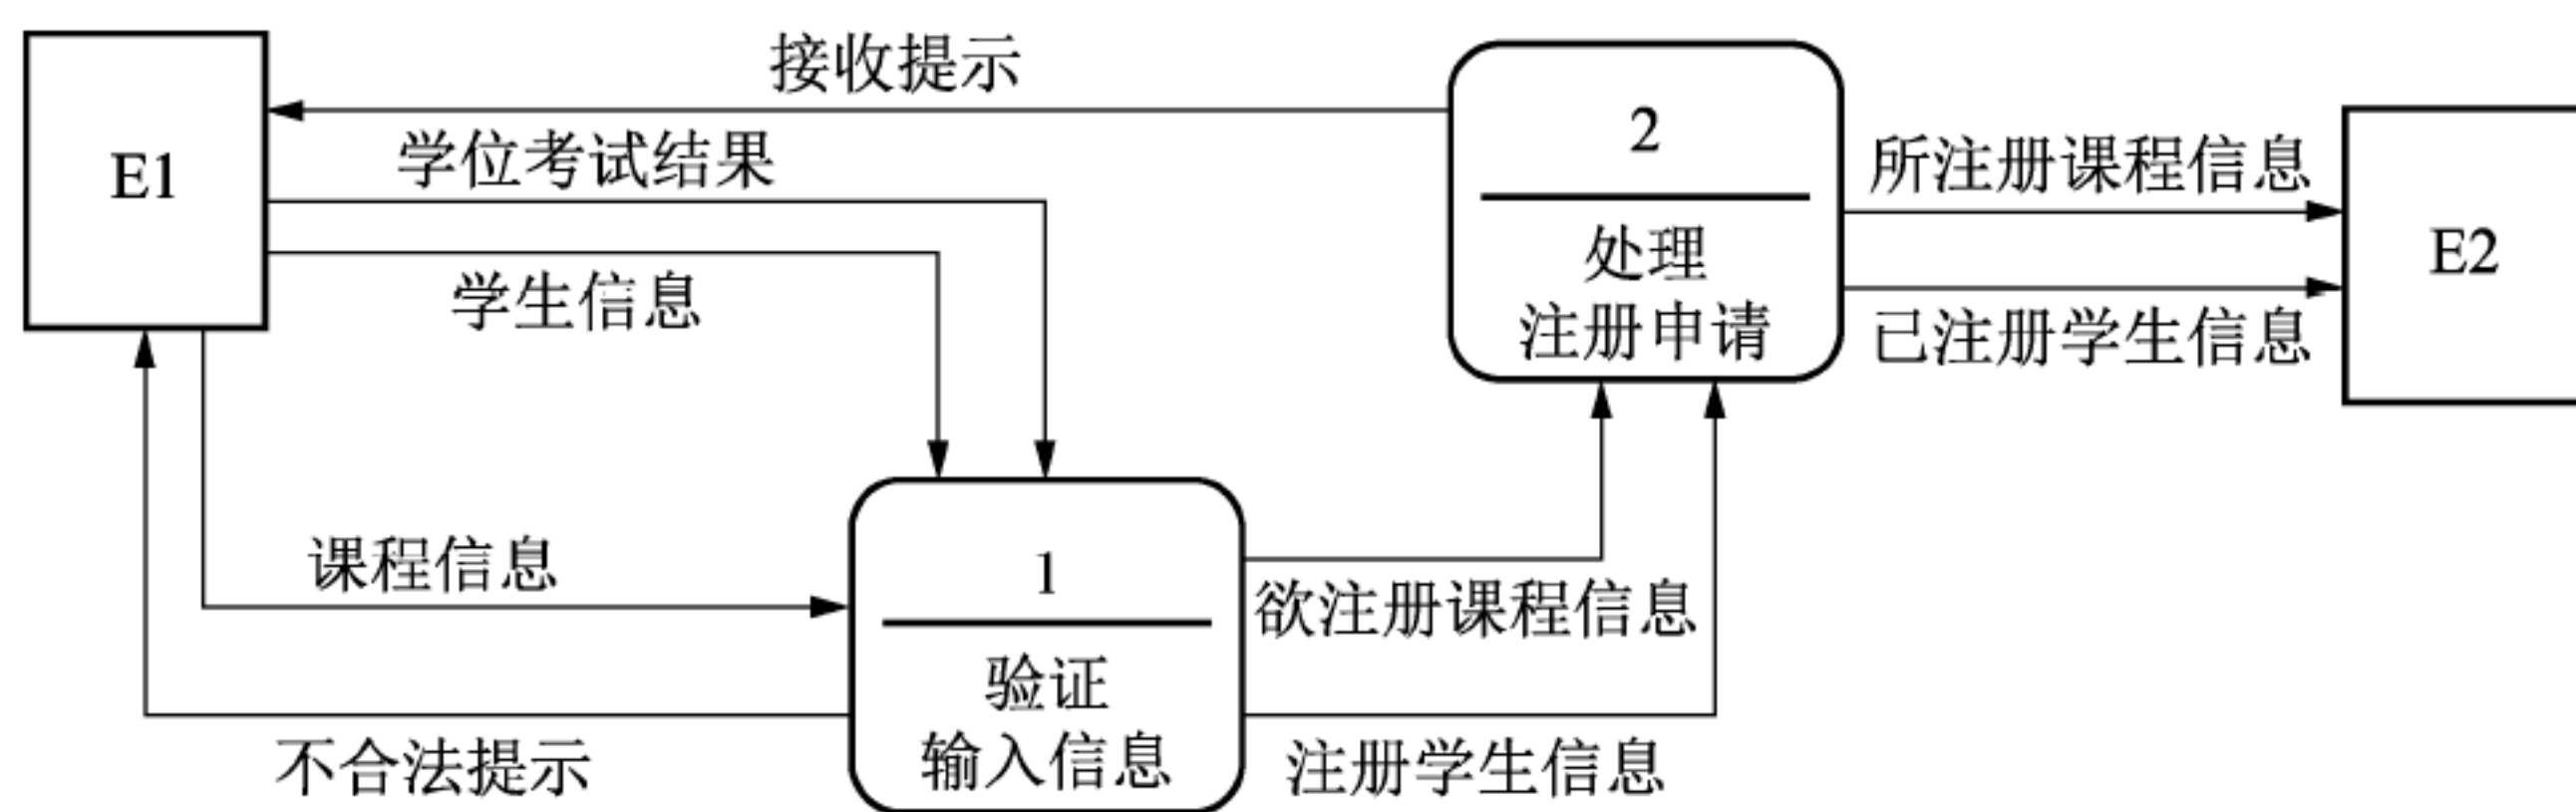 接收提示
学位考试结果
E1
学生信息
2
处理
注册申请
所注册课程信息
已注册学生信息
E2
课程信息
不合法提示
1
验证
输入信息
欲注册课程信息
注册学生信息